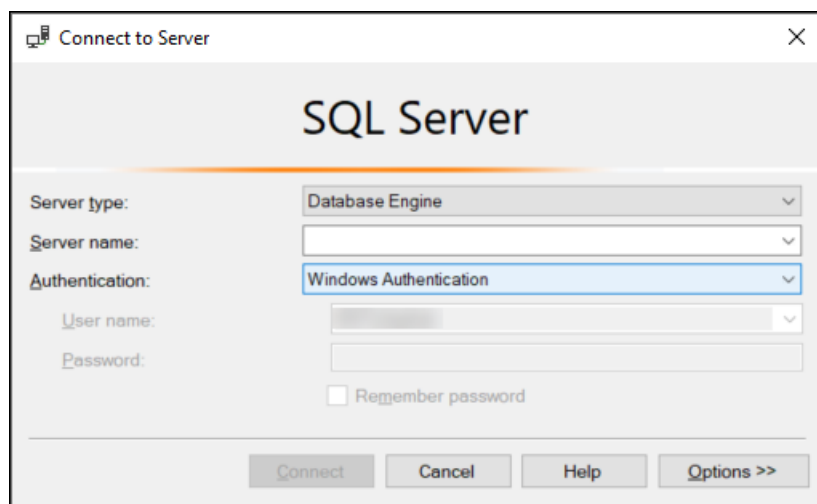 Connect to Server
SQL Server
Server type: Database Engine
Server name:
Authentication: Windows Authentication
User name:
Password:
Remember password
Connect Cancel Help Options >>